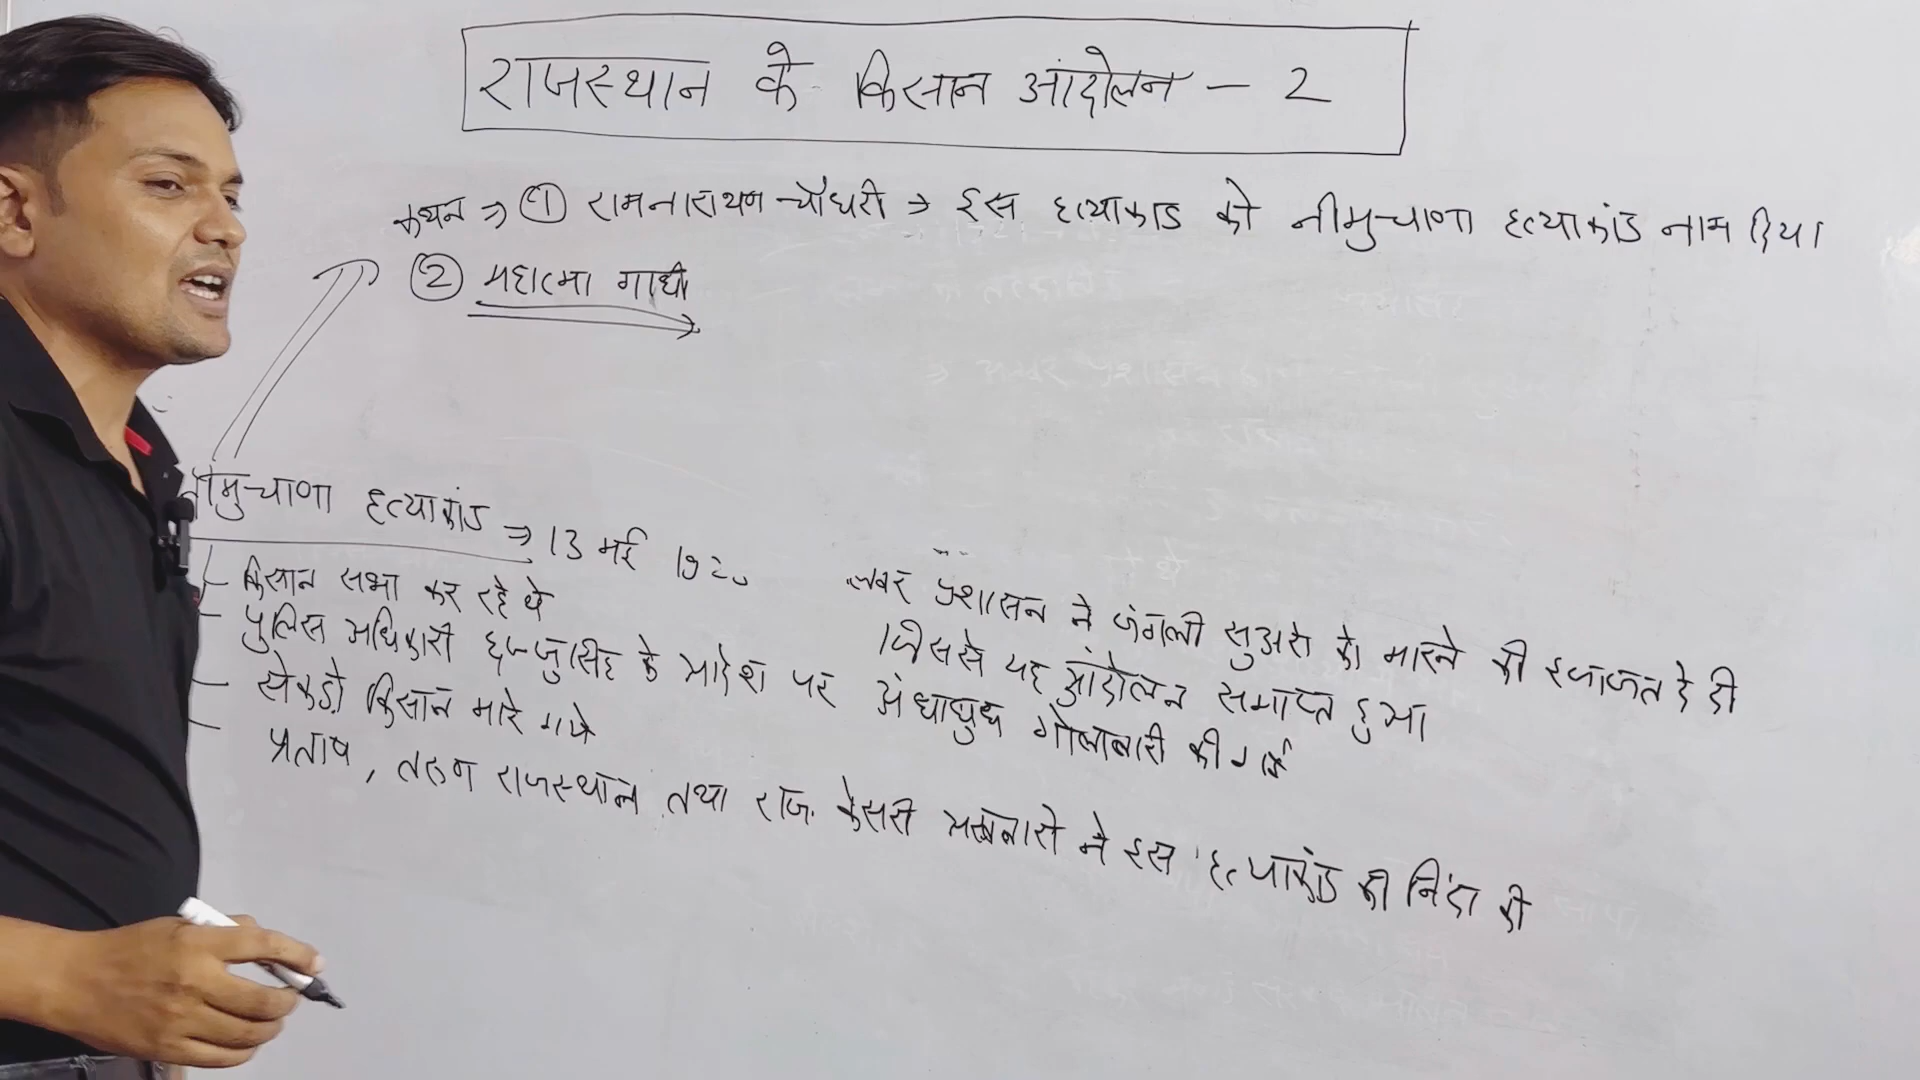 राजस्थान के किसान आंदोलन - 2
कथन ⇒ ① रामनारायण चौधरी → इस हत्याकांड को नीमुचाणा हत्याकांड नाम दिया
② महात्मा गांधी
नीमुचाणा हत्याकांड ⇒ 13 मई 192
- किसान सभा कर रहे थे
- पुलिस अधिकारी छज्जुसिंह के आदेश पर अंधाधुंध गोलाबारी की गई
- सेकडो किसान मारे गये
- प्रताप, तरुण राजस्थान तथा राज. केसरी अखबारो ने इस हत्याकांड की निंदा की
लवर प्रशासन ने जंगली सुअरो को मारने की इजाजत दे दी
जिससे यह आंदोलन समाप्त हुआ